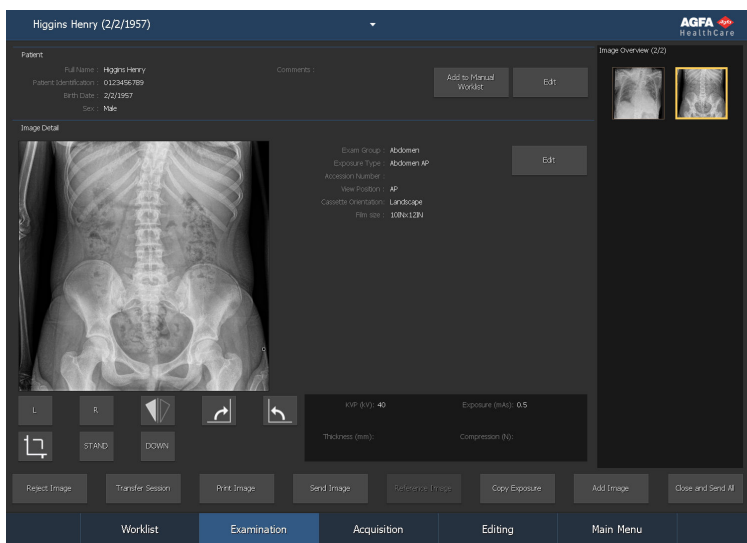 Higgins Henry (2/2/1957)
AGFA
HealthCare
Patient
Full Name : Higgins Henry
Patient Identification : 0123456789
Birth Date : 2/2/1957
Sex : Male
Comments :
Add to Manual
Worklist
Edit
Image Overview (2/2)
Image Detail
Exam Group : Abdomen
Exposure Type : Abdomen AP
Accession Number :
View Position : AP
Cassette Orientation : Landscape
Film size : 10INx12IN
Edit
L
R
STAND
DOWN
KVP (kV): 40
Exposure (mAs): 0.5
Thickness (mm):
Compression (N):
Reject Image
Transfer Session
Print Image
Send Image
Reference Image
Copy Exposure
Add Image
Close and Send All
Worklist
Examination
Acquisition
Editing
Main Menu